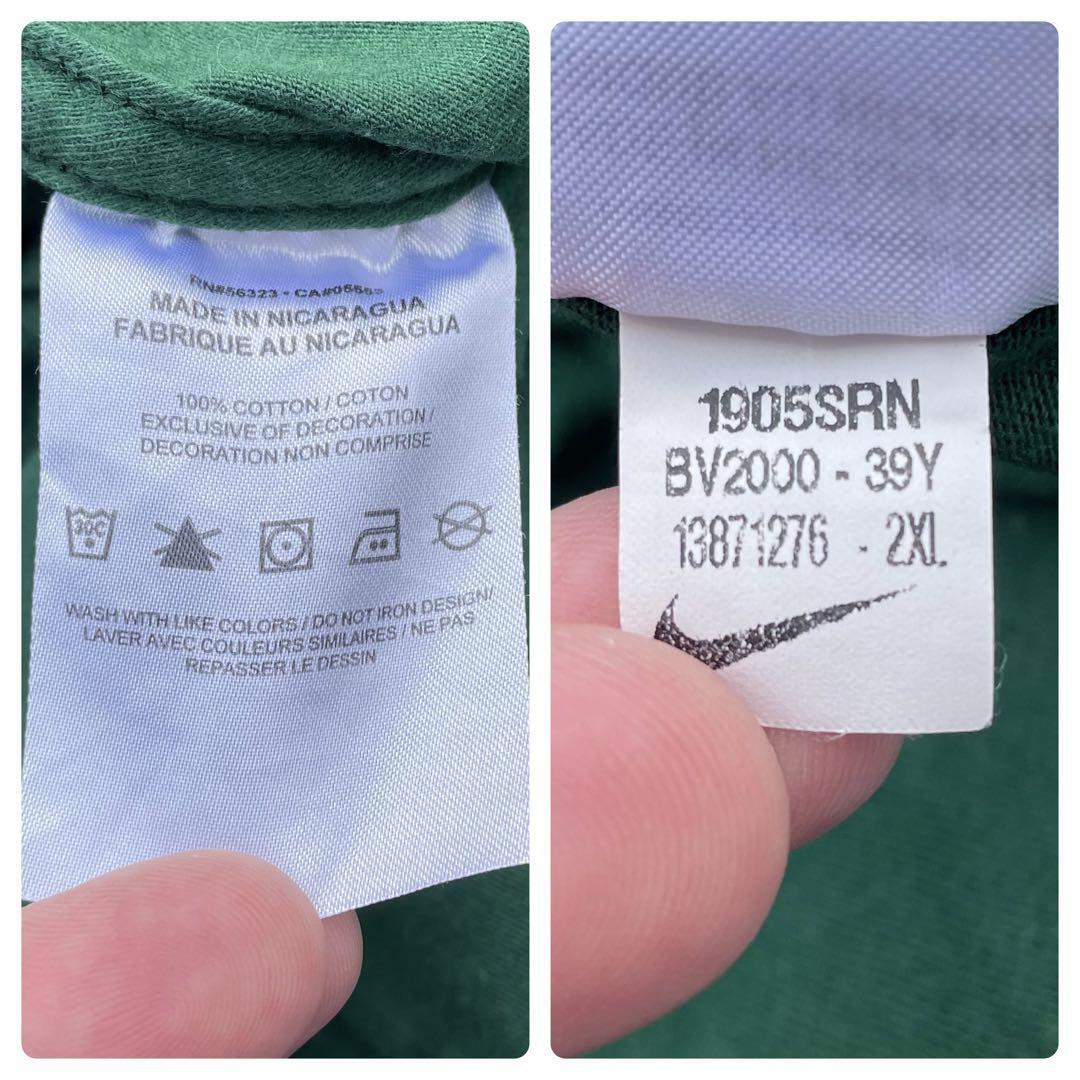 RN#56323 - CA#05553
MADE IN NICARAGUA
FABRIQUE AU NICARAGUA
100% COTTON / COTON
EXCLUSIVE OF DECORATION /
DECORATION NON COMPRISE
30C
WASH WITH LIKE COLORS / DO NOT IRON DESIGN/
LAVER AVEC COULEURS SIMILAIRES / NE PAS
REPASSER LE DESSIN
1905SRN
BV2000 - 39Y
13871276 - 2XL